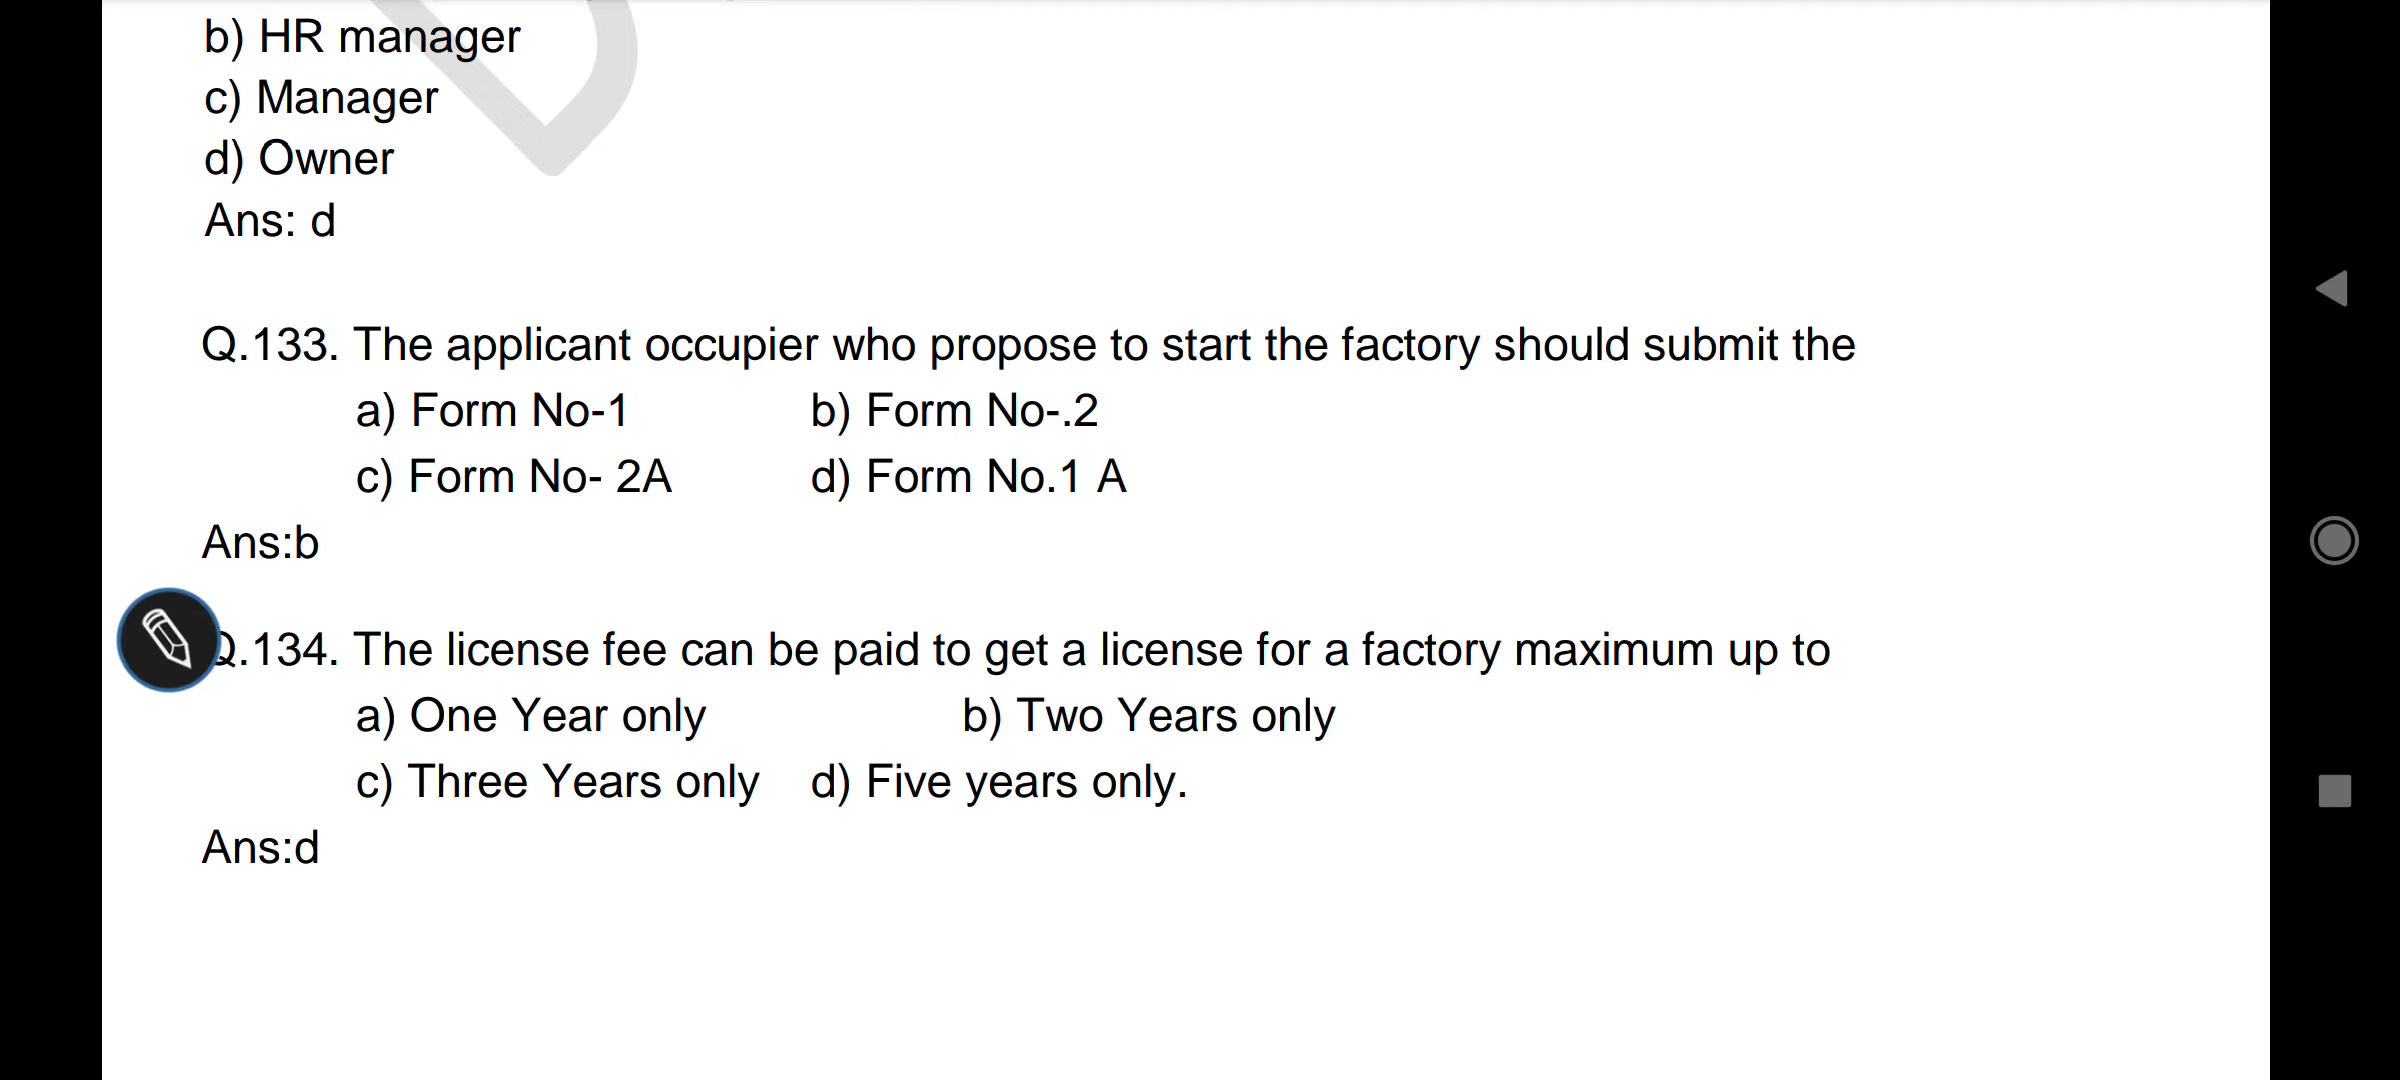 b) HR manager
c) Manager
d) Owner
Ans: d
Q.133. The applicant occupier who propose to start the factory should submit the
a) Form No-1 b) Form No-.2
c) Form No- 2A d) Form No.1 A
Ans:b
Q.134. The license fee can be paid to get a license for a factory maximum up to
a) One Year only b) Two Years only
c) Three Years only d) Five years only.
Ans:d